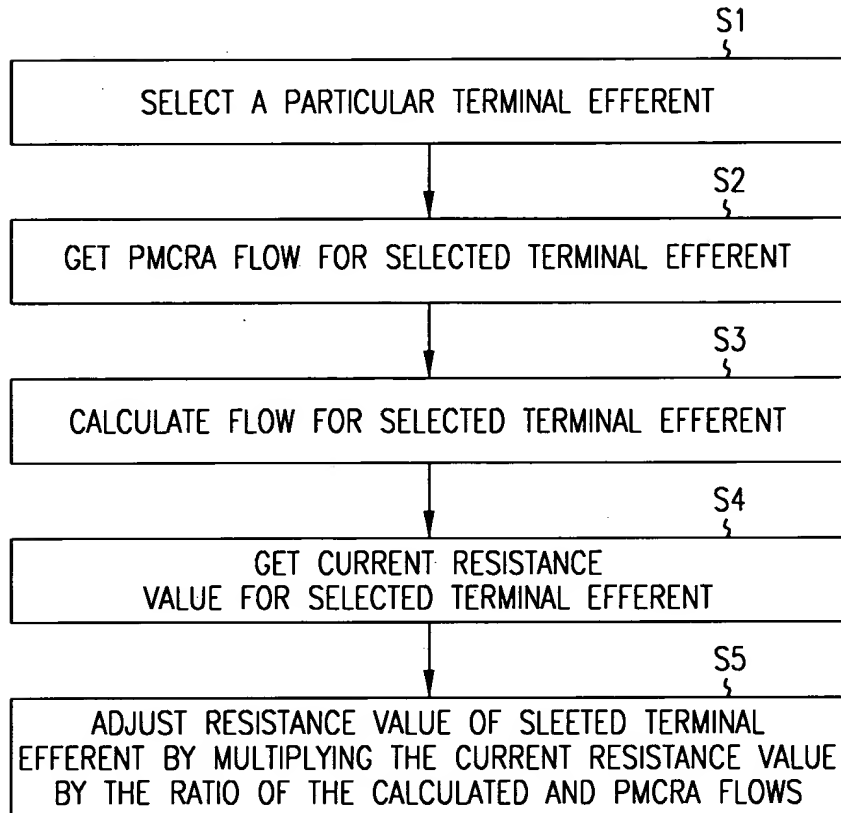 S1
SELECT A PARTICULAR TERMINAL EFFERENT
S2
GET PMCRA FLOW FOR SELECTED TERMINAL EFFERENT
S3
CALCULATE FLOW FOR SELECTED TERMINAL EFFERENT
S4
GET CURRENT RESISTANCE
VALUE FOR SELECTED TERMINAL EFFERENT
S5
ADJUST RESISTANCE VALUE OF SLEETED TERMINAL
EFFERENT BY MULTIPLYING THE CURRENT RESISTANCE VALUE
BY THE RATIO OF THE CALCULATED AND PMCRA FLOWS